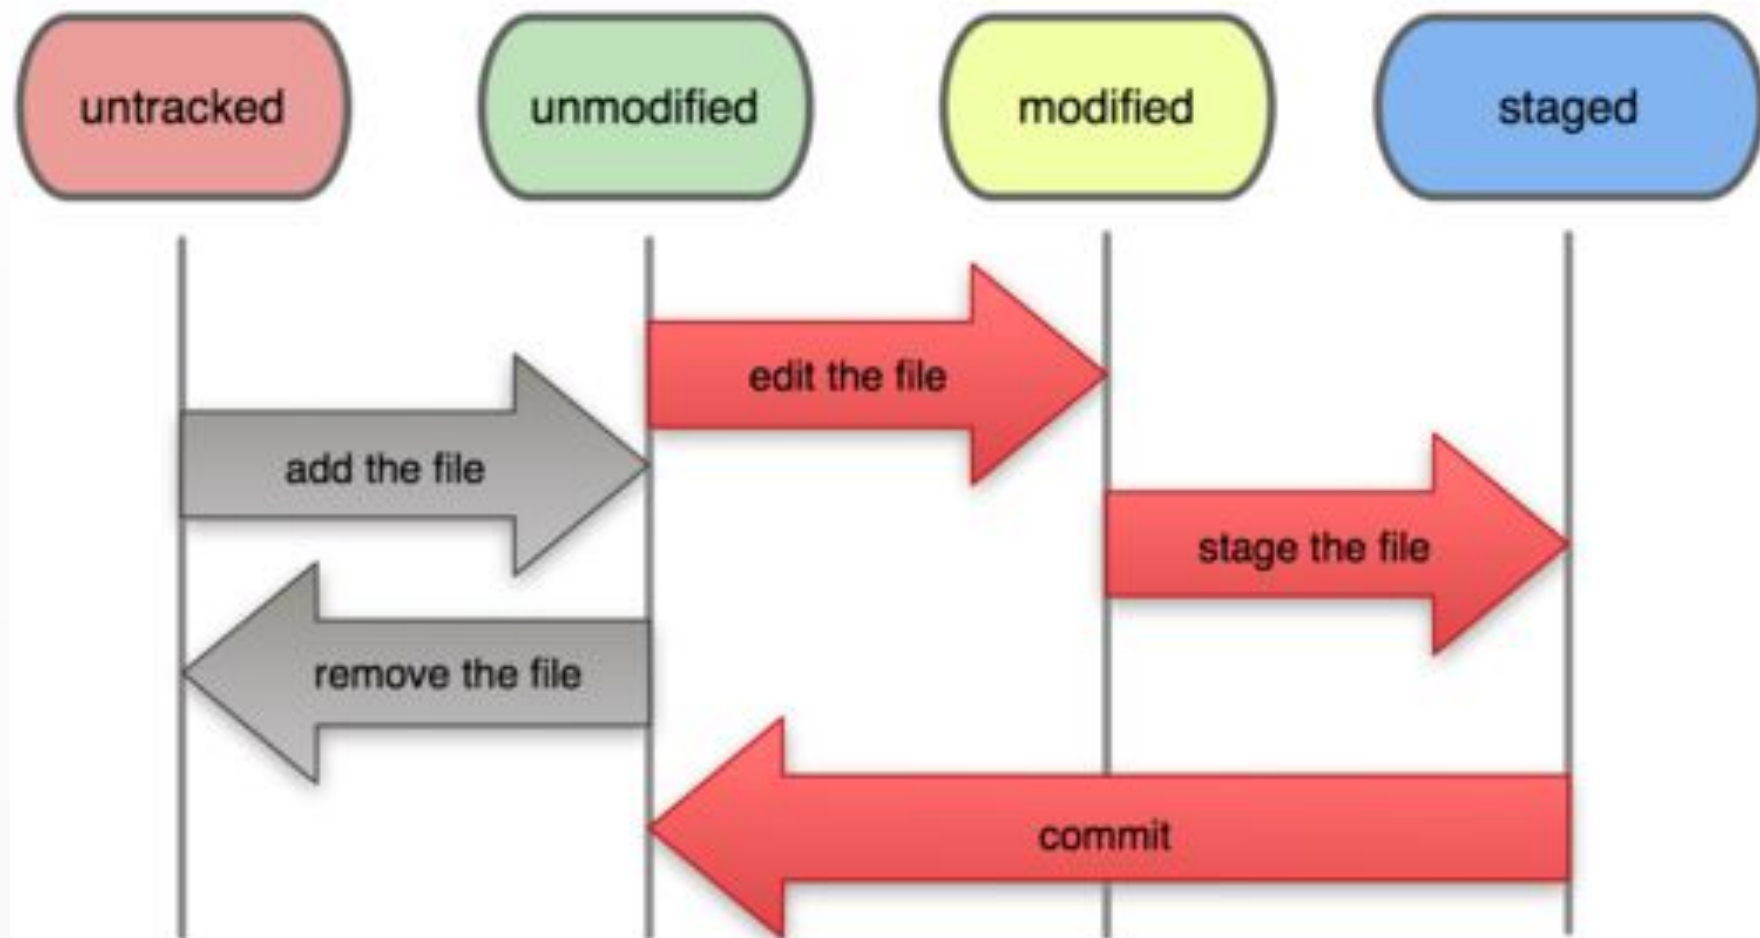 untracked
unmodified
modified
staged
edit the file
add the file
stage the file
remove the file
commit